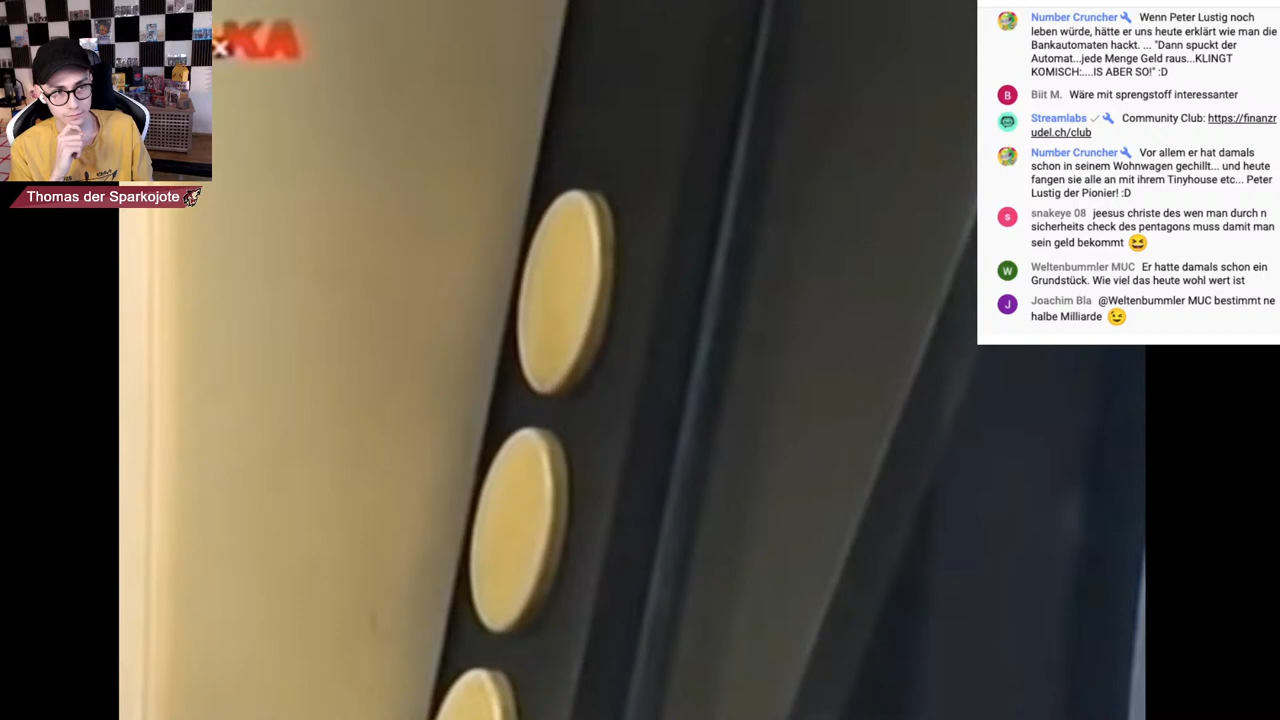 KA
Thomas der Sparkojote
Number Cruncher Wenn Peter Lustig noch
leben würde, hätte er uns heute erklärt wie man die
Bankautomaten hackt. ... "Dann spuckt der
Automat...jede Menge Geld raus...KLINGT
KOMISCH:....IS ABER SO!" :D
B Biit M. Wäre mit sprengstoff interessanter
Streamlabs Community Club: https://finanzr
udel.ch/club
Number Cruncher Vor allem er hat damals
schon in seinem Wohnwagen gechillt... und heute
fangen sie alle an mit ihrem Tinyhouse etc... Peter
Lustig der Pionier! :D
s snakeye 08 jeesus christe des wen man durch n
sicherheits check des pentagons muss damit man
sein geld bekommt 😆
W Weltenbummler MUC Er hatte damals schon ein
Grundstück. Wie viel das heute wohl wert ist
J Joachim Bla @Weltenbummler MUC bestimmt ne
halbe Milliarde 😉